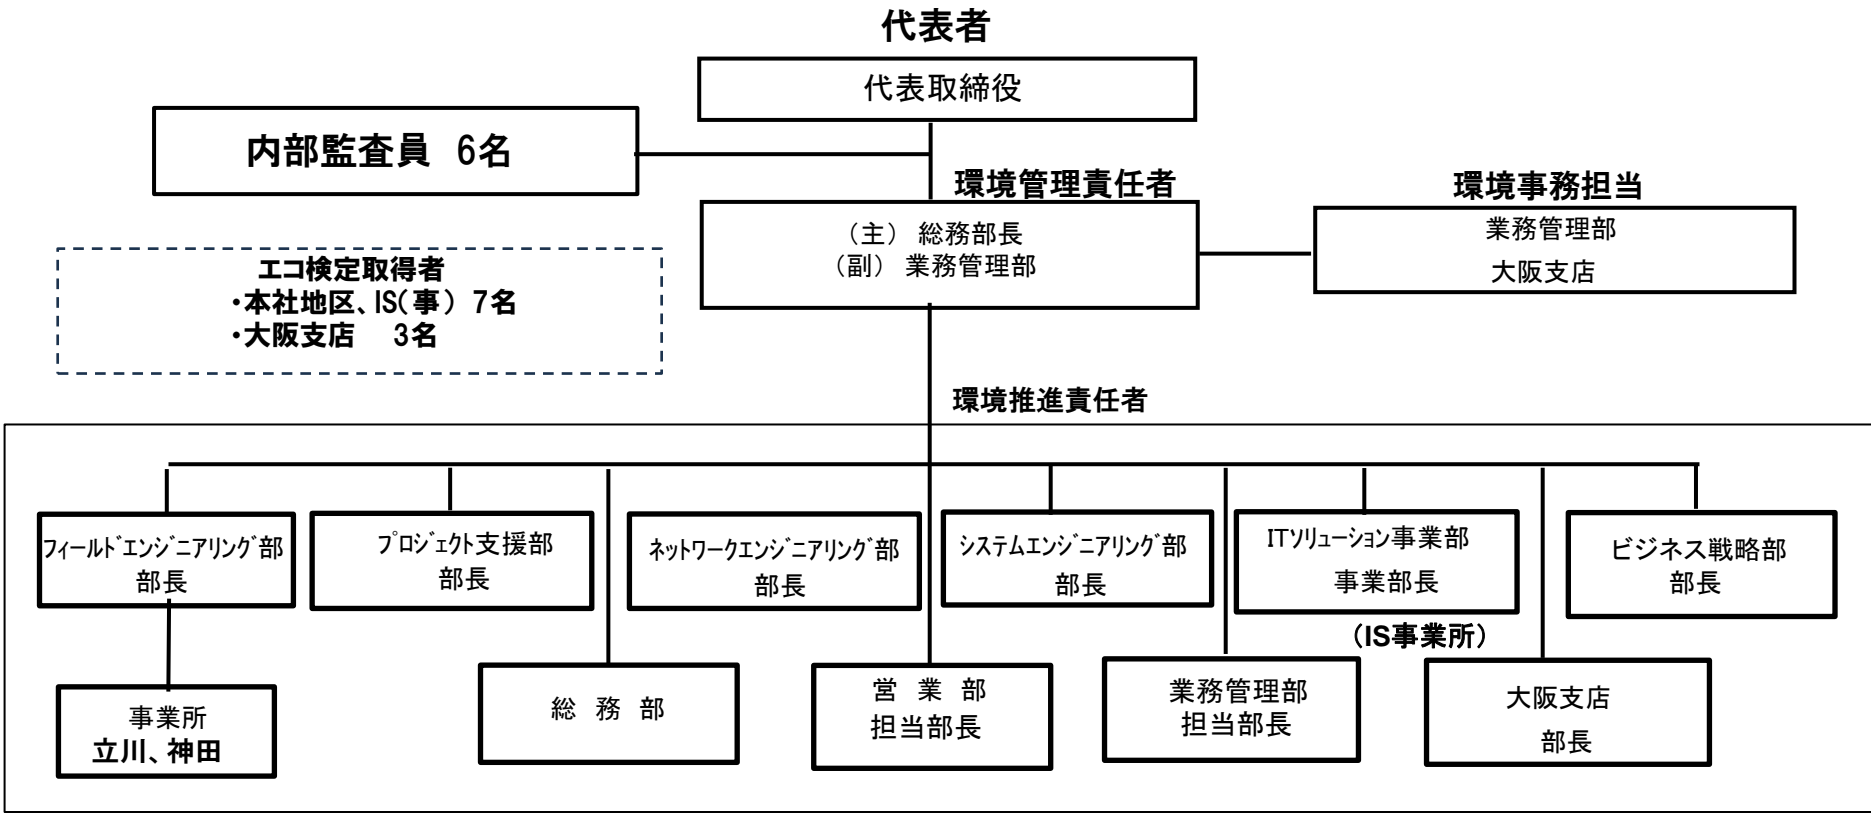 代表者
代表取締役
内部監査員 6名
環境管理責任者
（主） 総務部長
（副） 業務管理部
環境事務担当
業務管理部
大阪支店
エコ検定取得者
・本社地区、IS（事） 7名
・大阪支店 3名
環境推進責任者
フィールドエンジニアリング部
部長
プロジェクト支援部
部長
ネットワークエンジニアリング部
部長
システムエンジニアリング部
部長
ITソリューション事業部
事業部長
（IS事業所）
ビジネス戦略部
部長
事業所
立川、神田
総 務 部
営 業 部
担当部長
業務管理部
担当部長
大阪支店
部長